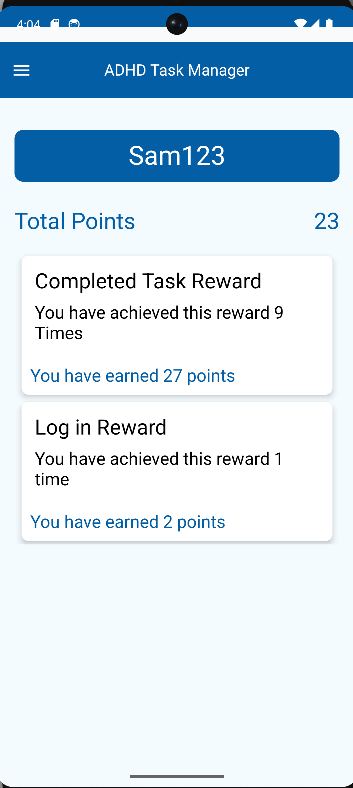 4:04
ADHD Task Manager
Sam123
Total Points 23
Completed Task Reward
You have achieved this reward 9
Times
You have earned 27 points
Log in Reward
You have achieved this reward 1
time
You have earned 2 points